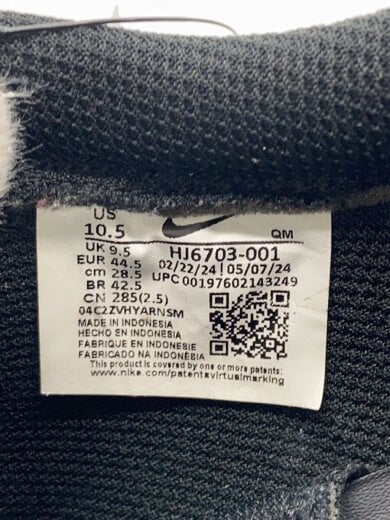 US
10.5 QM
UK 9.5 HJ6703-001
EUR 44.5 02/22/24 | 05/07/24
cm 28.5 UPC 00197602143249
BR 42.5
CN 285(2.5)
04C2ZVHYARNSM
MADE IN INDONESIA
HECHO EN INDONESIA
FABRIQUE EN INDONESIE
FABRICADO NA INDONÉSIA
This product is covered by one or more patents:
www.nike.com/patents&virtualmarking